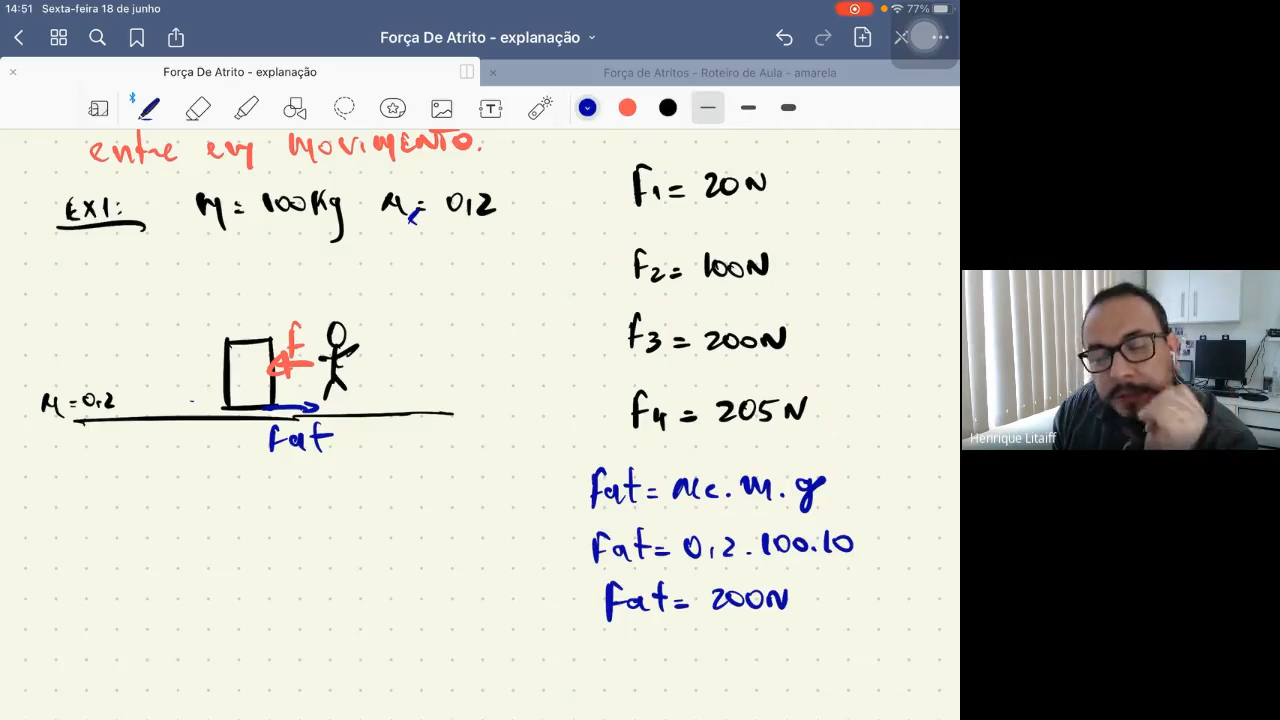 14:51 Sexta-feira 18 de junho
77%
Força De Atrito - explanação
Força De Atrito - explanação
Força de Atritos - Roteiro de Aula - amarela
entre em movimento.
EX1: M = 100Kg μ = 0,2
F1 = 20N
F2 = 100N
F3 = 200N
F4 = 205N
F
μ = 0,2
Fat
Fat = μe.m.g
Fat = 0,2.100.10
Fat = 200N
Henrique Litaiff